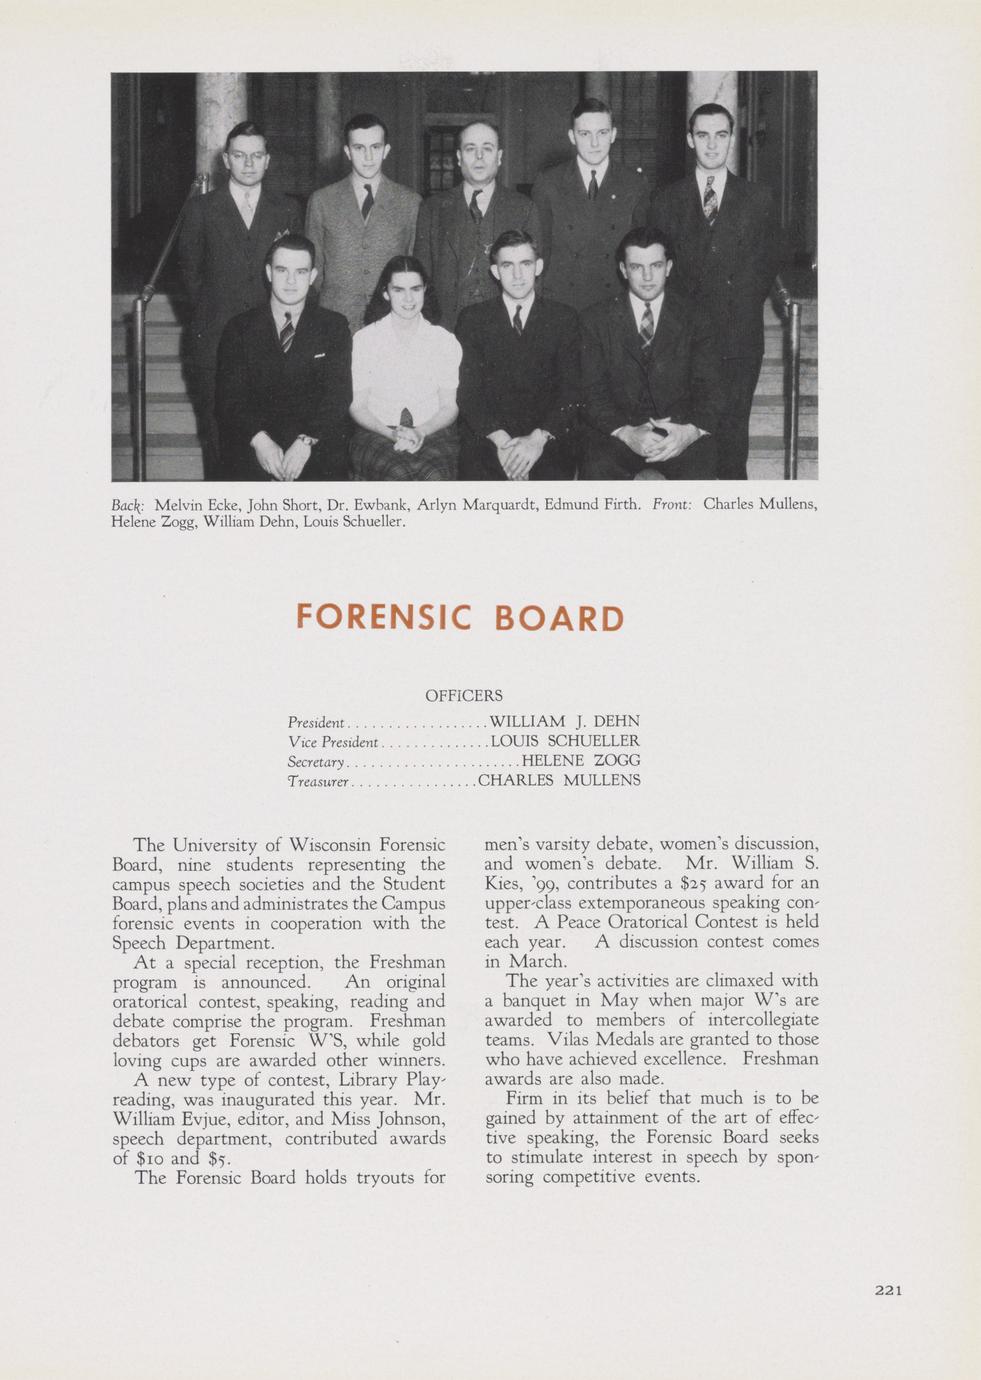 Back: Melvin Ecke, John Short, Dr. Ewbank, Arlyn Marquardt, Edmund Firth. Front: Charles Mullens,
Helene Zogg, William Dehn, Louis Schueller.
FORENSIC BOARD
OFFICERS
President..................WILLIAM J. DEHN
Vice President..............LOUIS SCHUELLER
Secretary......................HELENE ZOGG
Treasurer................CHARLES MULLENS
The University of Wisconsin Forensic
Board, nine students representing the
campus speech societies and the Student
Board, plans and administrates the Campus
forensic events in cooperation with the
Speech Department.
At a special reception, the Freshman
program is announced. An original
oratorical contest, speaking, reading and
debate comprise the program. Freshman
debators get Forensic W'S, while gold
loving cups are awarded other winners.
A new type of contest, Library Play-
reading, was inaugurated this year. Mr.
William Evjue, editor, and Miss Johnson,
speech department, contributed awards
of $10 and $5.
The Forensic Board holds tryouts for
men's varsity debate, women's discussion,
and women's debate. Mr. William S.
Kies, '99, contributes a $25 award for an
upper-class extemporaneous speaking con-
test. A Peace Oratorical Contest is held
each year. A discussion contest comes
in March.
The year's activities are climaxed with
a banquet in May when major W's are
awarded to members of intercollegiate
teams. Vilas Medals are granted to those
who have achieved excellence. Freshman
awards are also made.
Firm in its belief that much is to be
gained by attainment of the art of effec-
tive speaking, the Forensic Board seeks
to stimulate interest in speech by spon-
soring competitive events.
221